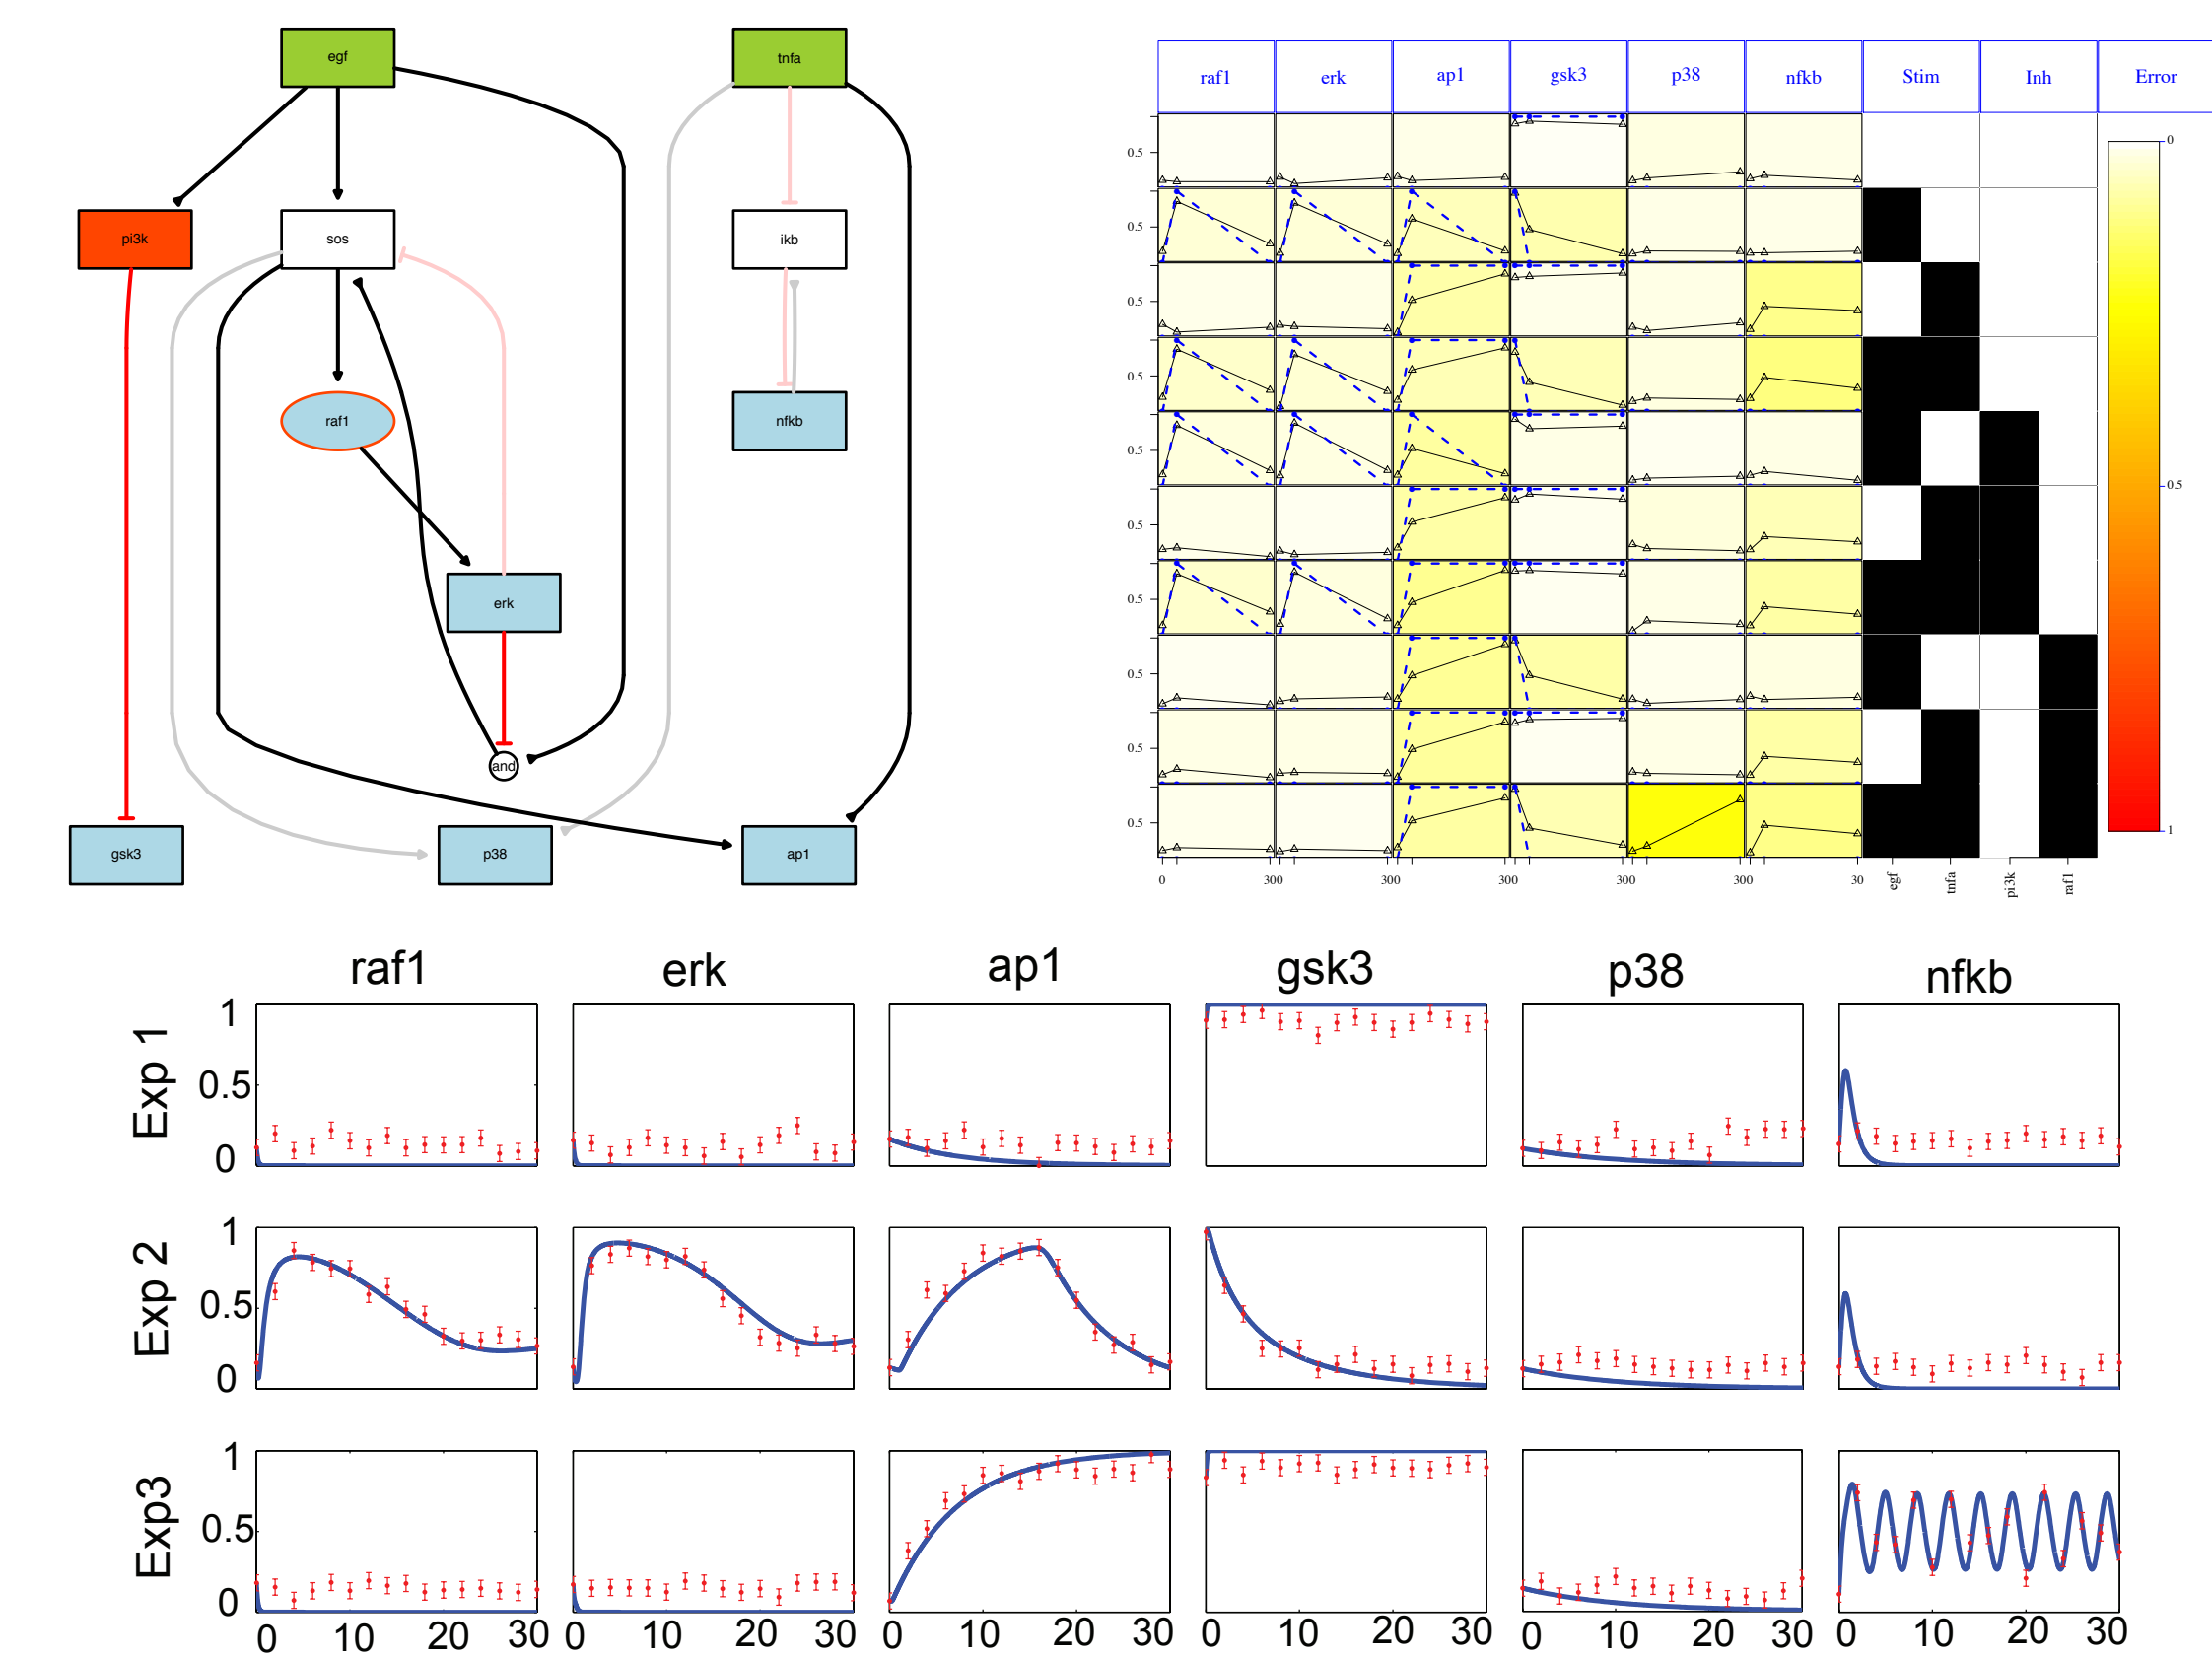 egf
tnfa
pi3k
sos
ikb
raf1
nfkb
erk
and
gsk3
p38
ap1
raf1 erk ap1 gsk3 p38 nfkb Stim Inh Error
0.5
0.5
0.5
0.5
0.5
0.5
0.5
0.5
0.5
0.5
0 300 300 300 300 300 30
egf tnfa pi3k raf1
0
0.5
1
raf1 erk ap1 gsk3 p38 nfkb
Exp 1
1
0.5
0
Exp 2
1
0.5
0
Exp3
1
0.5
0
0 10 20 30 0 10 20 30 0 10 20 30 0 10 20 30 0 10 20 30 0 10 20 30